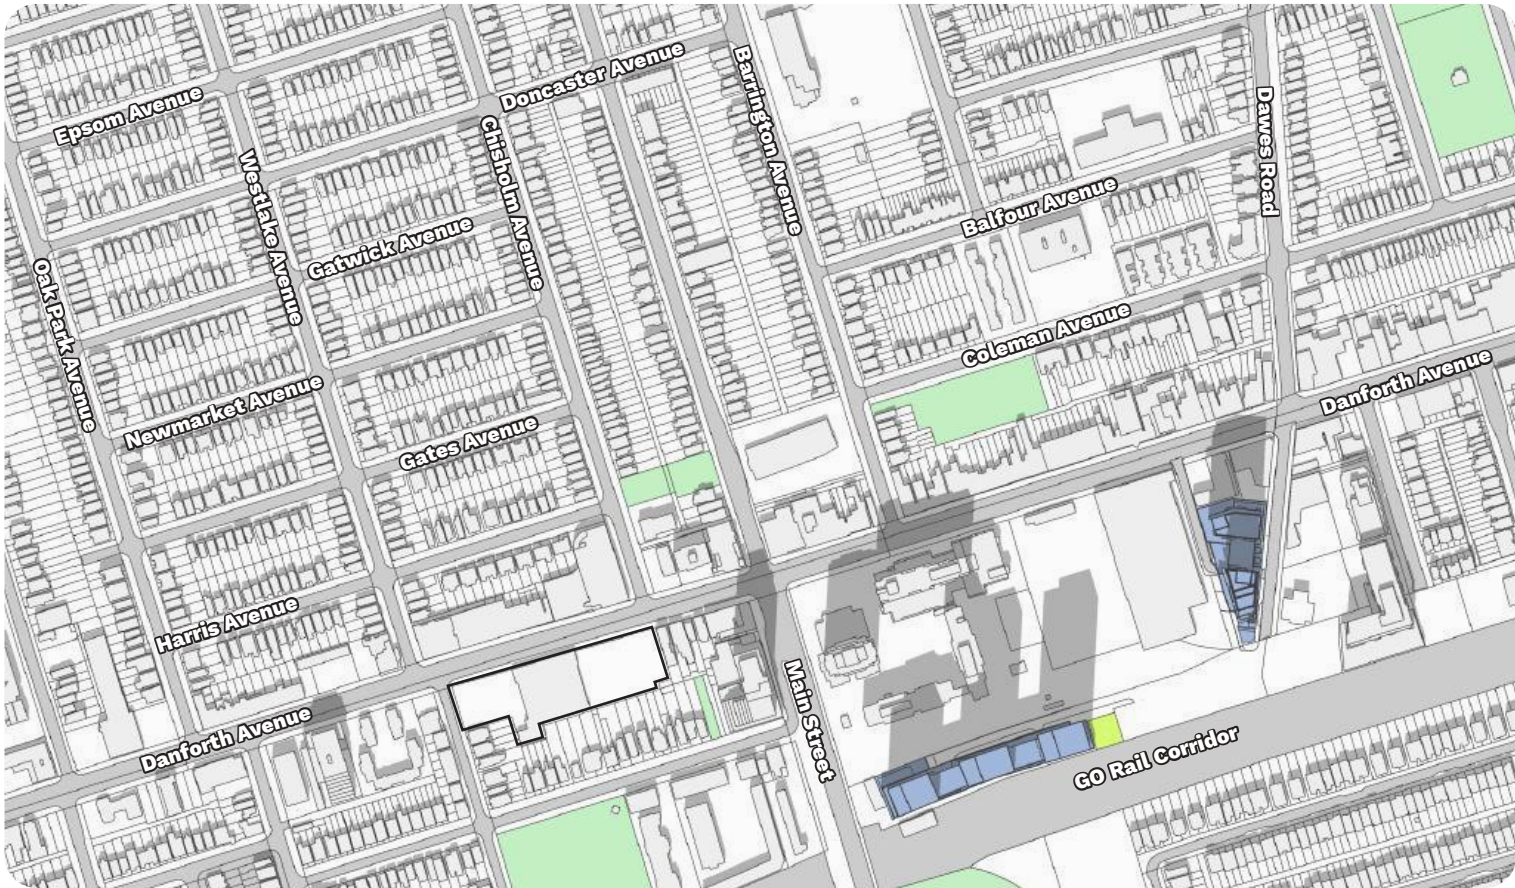 Doncaster Avenue
Epsom Avenue
Barrington Avenue
Dawes Road
Chisholm Avenue
Westlake Avenue
Balfour Avenue
Gatwick Avenue
Oak Park Avenue
Coleman Avenue
Danforth Avenue
Newmarket Avenue
Gates Avenue
Harris Avenue
Main Street
Danforth Avenue
GO Rail Corridor